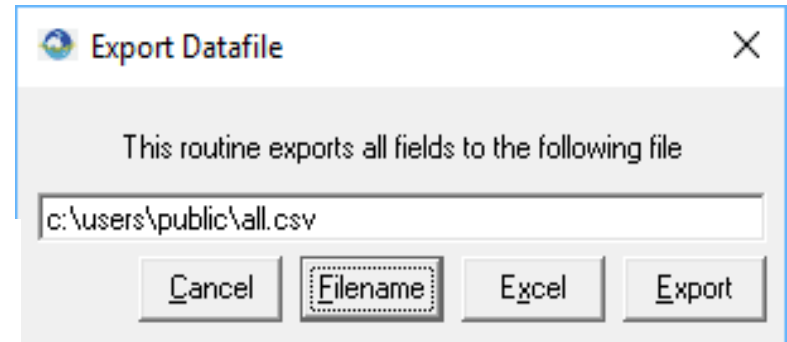 Export Datafile
This routine exports all fields to the following file
c:\users\public\all.csv
Cancel Filename Excel Export